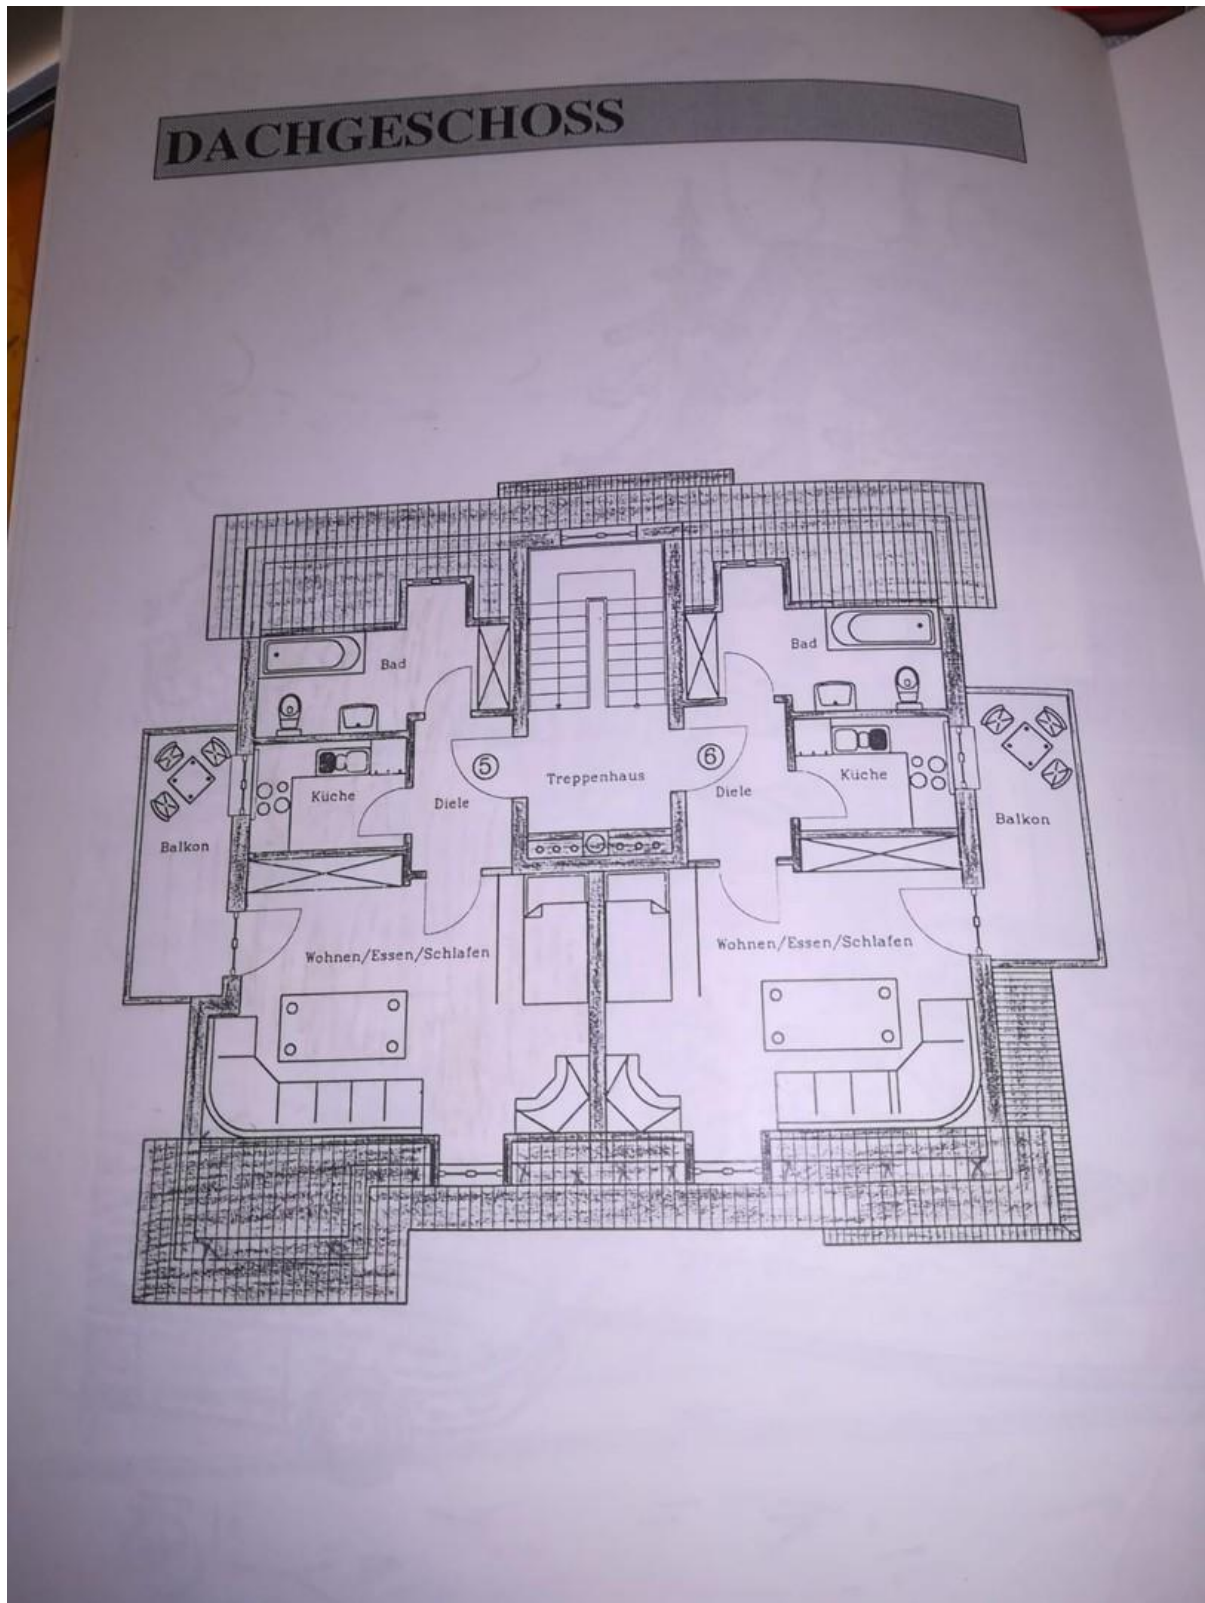 DACHGESCHOSS
Bad
Bad
5
6
Treppenhaus
Küche
Diele
Diele
Küche
Balkon
Balkon
Wohnen/Essen/Schlafen
Wohnen/Essen/Schlafen